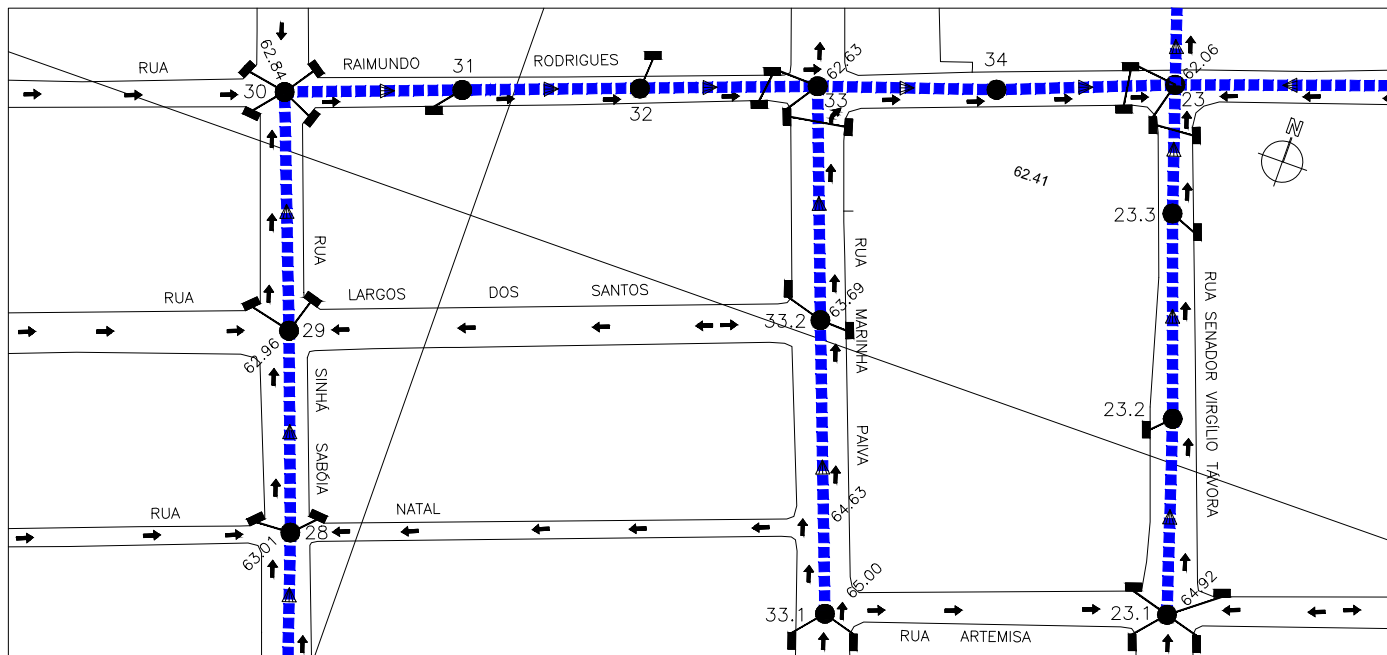 RUA
RAIMUNDO
RODRIGUES
62.84
30
31
32
62.63
33
34
62.06
23
N
62.41
23.3
RUA
RUA
LARGOS
DOS
SANTOS
29
62.96
33.2
63.69
RUA MARINHA PAIVA
RUA SENADOR VIRGÍLIO TÁVORA
SINHÁ SABÓIA
23.2
RUA
NATAL
28
63.01
64.63
33.1
65.00
RUA
ARTEMISA
23.1
64.92